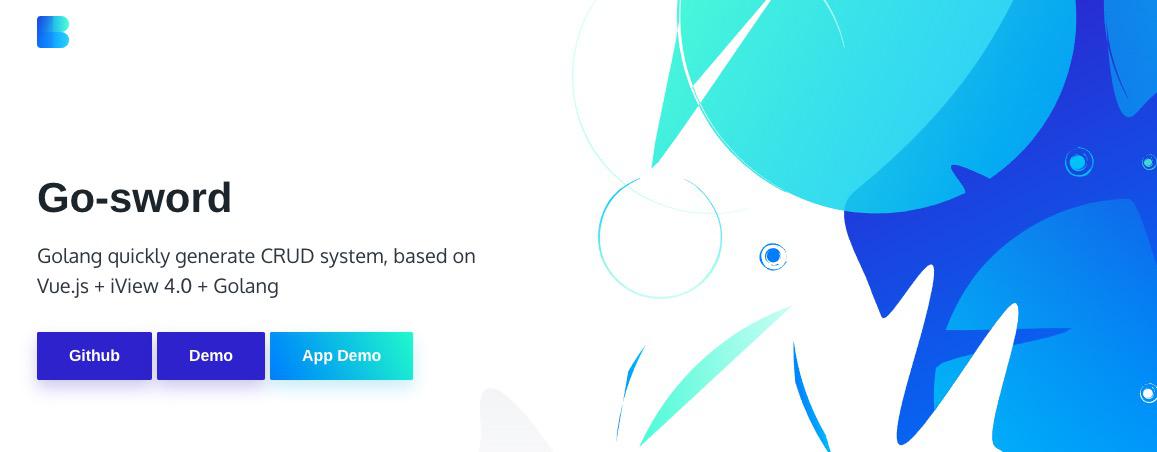 Go-sword
Golang quickly generate CRUD system, based on
Vue.js + iView 4.0 + Golang
Github Demo App Demo